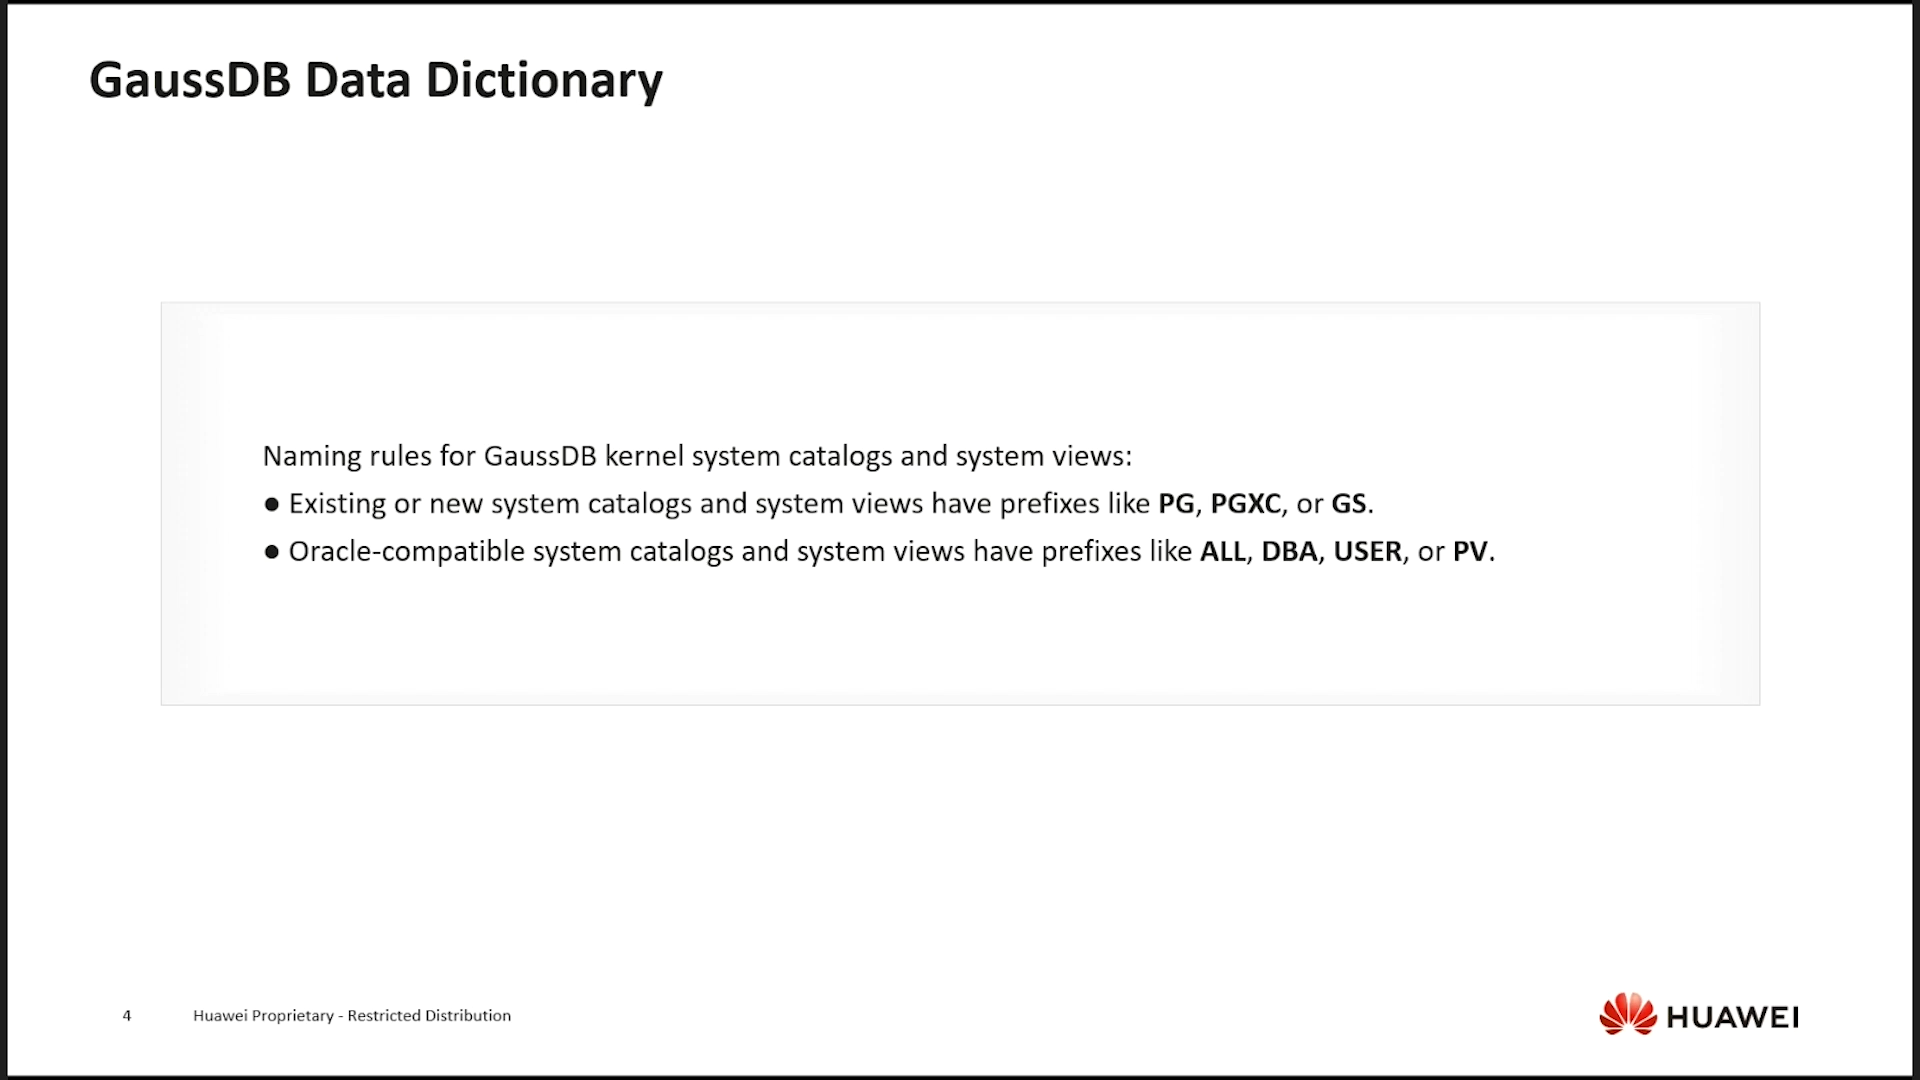 GaussDB Data Dictionary
Naming rules for GaussDB kernel system catalogs and system views:
● Existing or new system catalogs and system views have prefixes like PG, PGXC, or GS.
● Oracle-compatible system catalogs and system views have prefixes like ALL, DBA, USER, or PV.
4 Huawei Proprietary - Restricted Distribution
HUAWEI